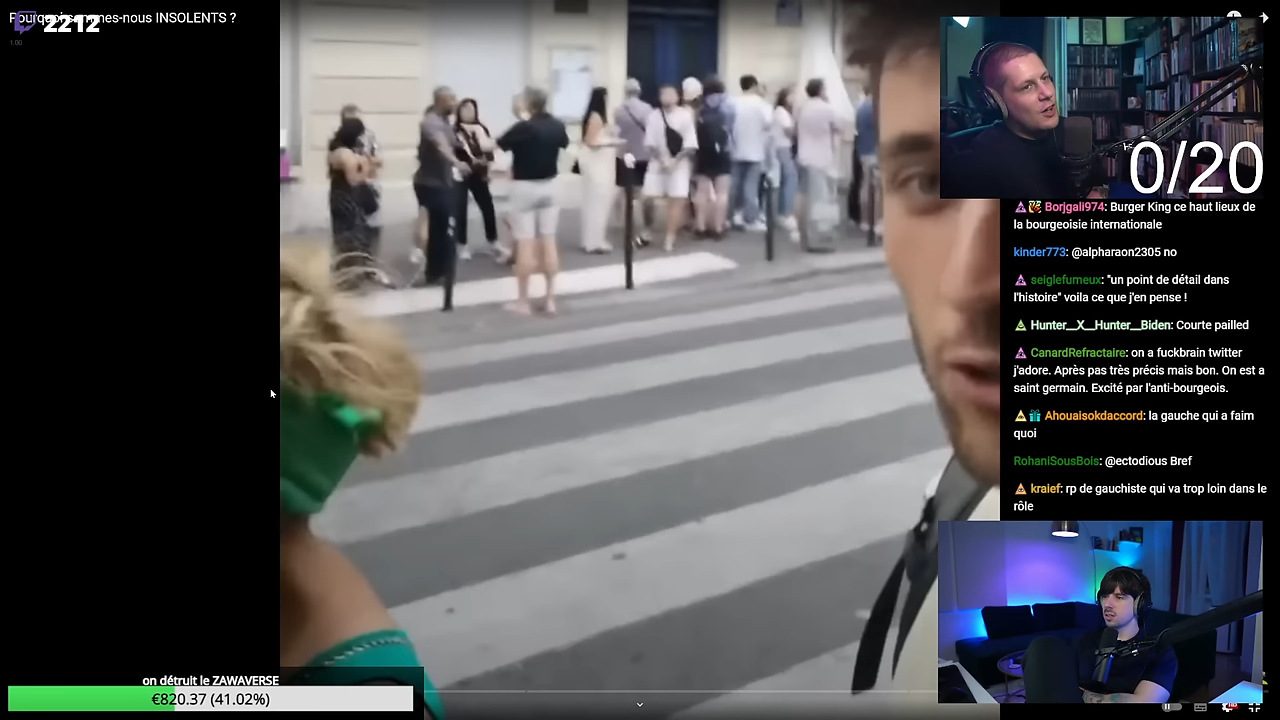 Pourquoi sommes-nous INSOLENTS ?
2212
1.00
0/20
Borjgali974: Burger King ce haut lieux de
la bourgeoisie internationale
kinder773: @alpharaon2305 no
seiglefumeux: "un point de détail dans
l'histoire" voila ce que j'en pense !
Hunter__X__Hunter__Biden: Courte pailled
CanardRefractaire: on a fuckbrain twitter
j'adore. Après pas très précis mais bon. On est a
saint germain. Excité par l'anti-bourgeois.
Ahouaisokdaccord: la gauche qui a faim
quoi
RohaniSousBois: @ectodious Bref
kraief: rp de gauchiste qui va trop loin dans le
rôle
on détruit le ZAWAVERSE
€820.37 (41.02%)